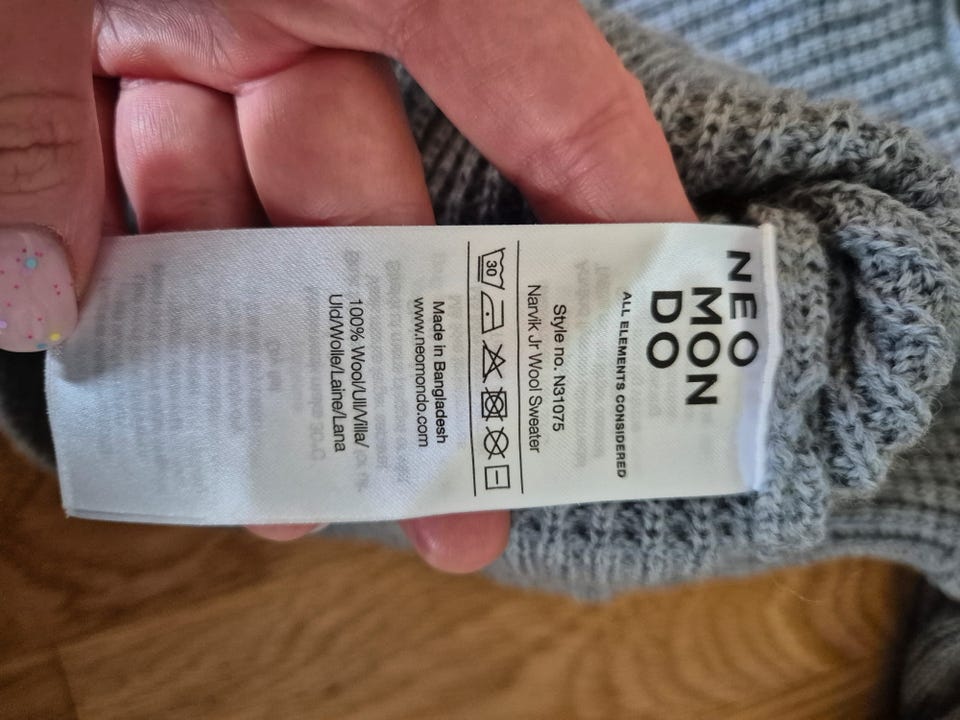 NEO
MON
DO
ALL ELEMENTS CONSIDERED
Style no. N31075
Narvik Jr Wool Sweater
30
Made in Bangladesh
www.neomondo.com
100% Wool/Ull/Villa/
Uld/Wolle/Laine/Lana